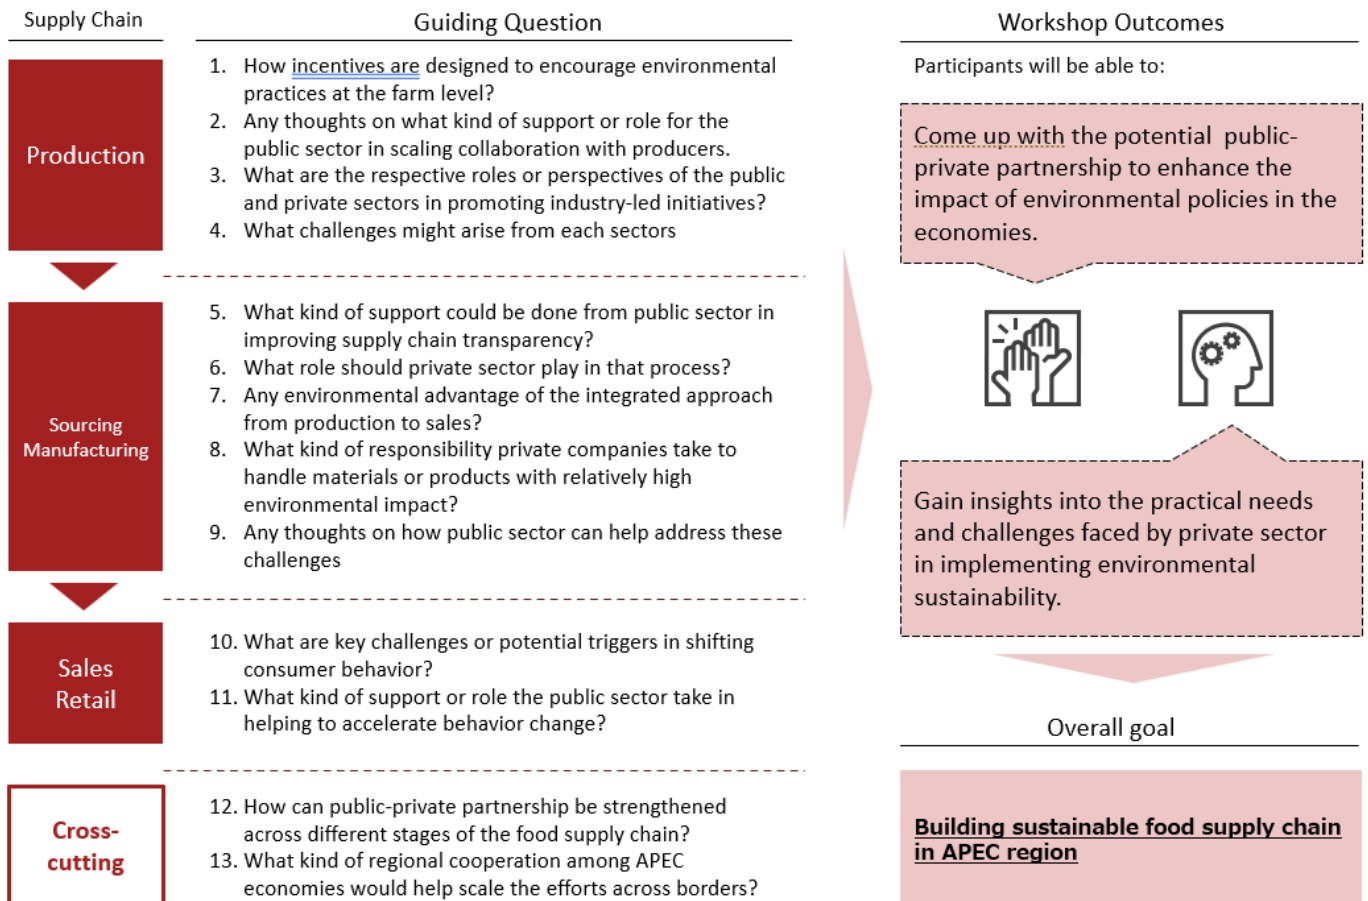 Supply Chain
Guiding Question
Workshop Outcomes
Production
1. How incentives are designed to encourage environmental
practices at the farm level?
2. Any thoughts on what kind of support or role for the
public sector in scaling collaboration with producers.
3. What are the respective roles or perspectives of the public
and private sectors in promoting industry-led initiatives?
4. What challenges might arise from each sectors
Sourcing
Manufacturing
5. What kind of support could be done from public sector in
improving supply chain transparency?
6. What role should private sector play in that process?
7. Any environmental advantage of the integrated approach
from production to sales?
8. What kind of responsibility private companies take to
handle materials or products with relatively high
environmental impact?
9. Any thoughts on how public sector can help address these
challenges
Sales
Retail
10. What are key challenges or potential triggers in shifting
consumer behavior?
11. What kind of support or role the public sector take in
helping to accelerate behavior change?
Cross-
cutting
12. How can public-private partnership be strengthened
across different stages of the food supply chain?
13. What kind of regional cooperation among APEC
economies would help scale the efforts across borders?
Participants will be able to:
Come up with the potential public-
private partnership to enhance the
impact of environmental policies in the
economies.
Gain insights into the practical needs
and challenges faced by private sector
in implementing environmental
sustainability.
Overall goal
Building sustainable food supply chain
in APEC region